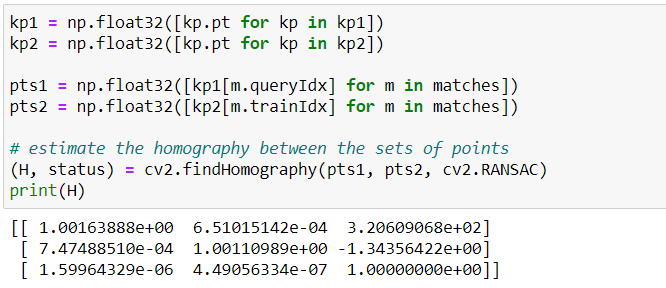 kp1 = np.float32([kp.pt for kp in kp1])
kp2 = np.float32([kp.pt for kp in kp2])
pts1 = np.float32([kp1[m.queryIdx] for m in matches])
pts2 = np.float32([kp2[m.trainIdx] for m in matches])
# estimate the homography between the sets of points
(H, status) = cv2.findHomography(pts1, pts2, cv2.RANSAC)
print(H)
[[ 1.00163888e+00  6.51015142e-04  3.20609068e+02]
 [ 7.47488510e-04  1.00110989e+00 -1.34356422e+00]
 [ 1.59964329e-06  4.49056334e-07  1.00000000e+00]]